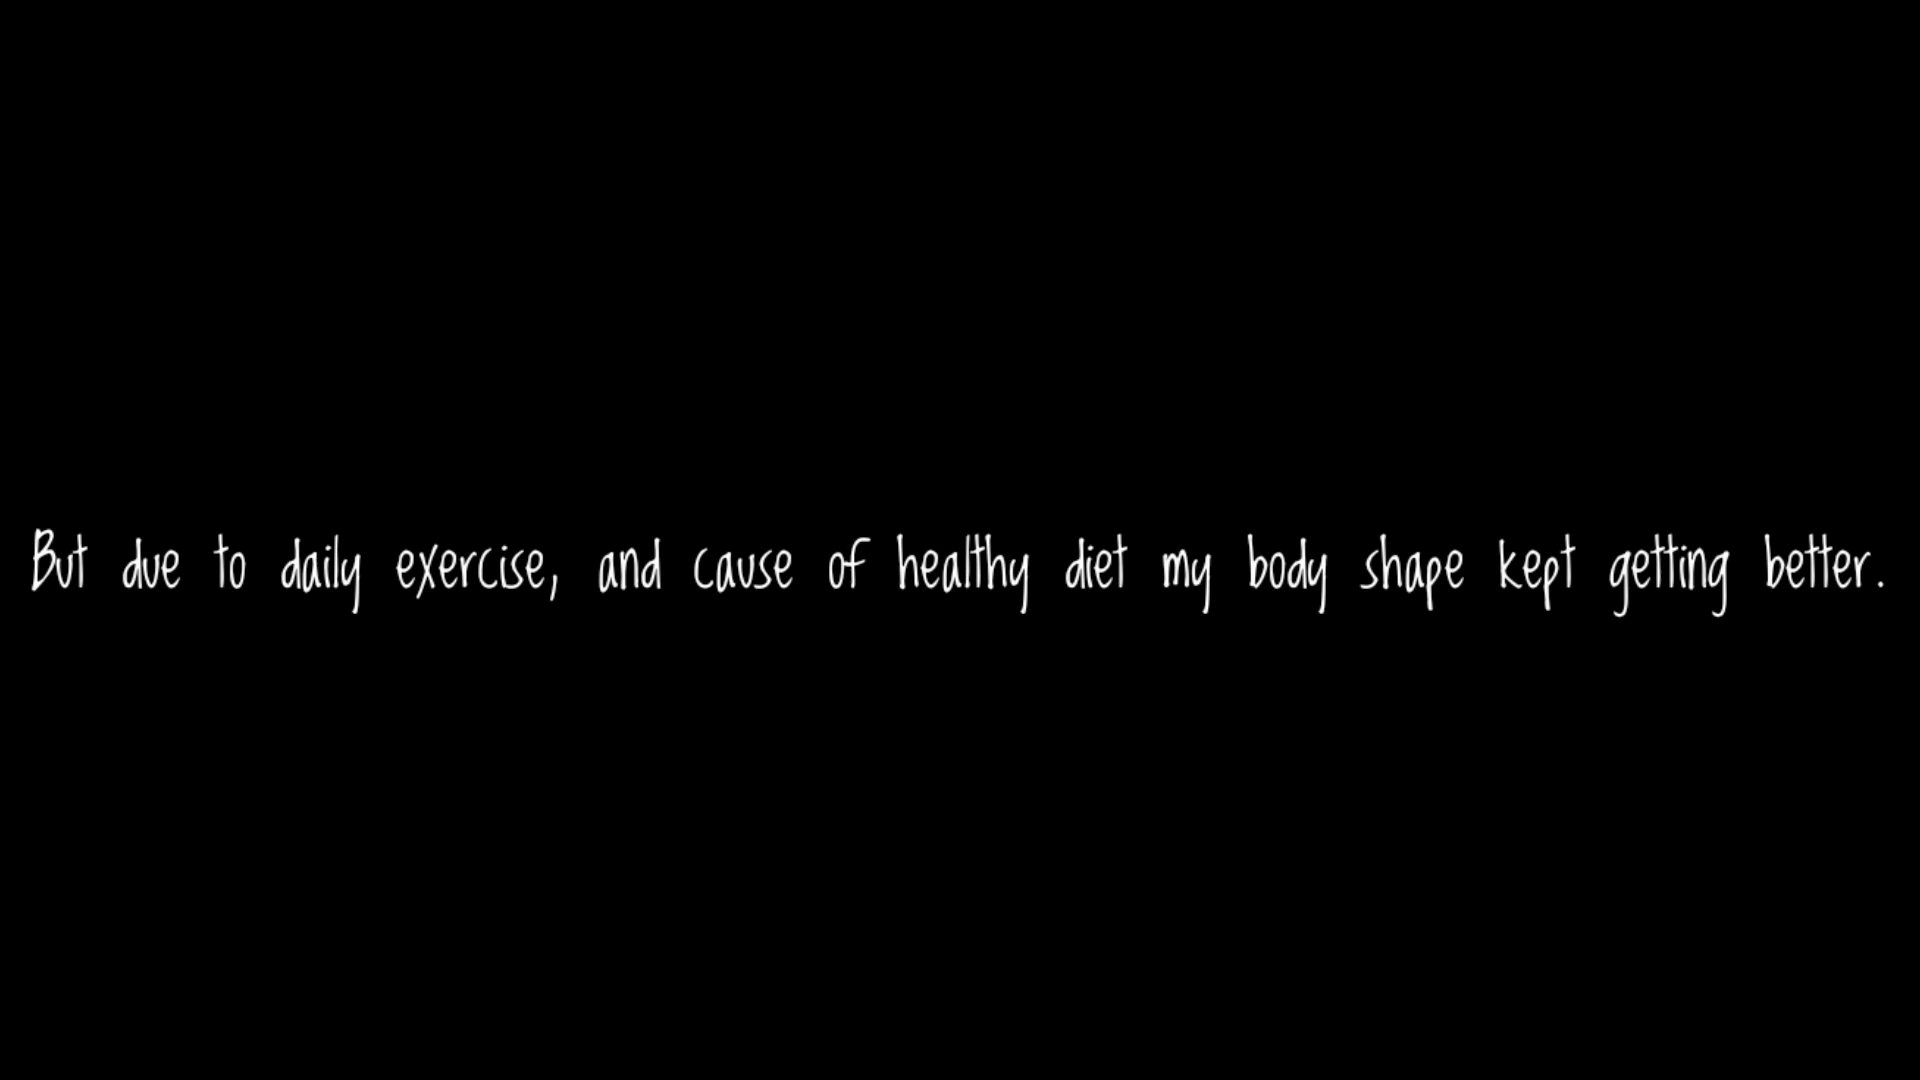 But due to daily exercise, and cause of healthy diet my body shape kept getting better.